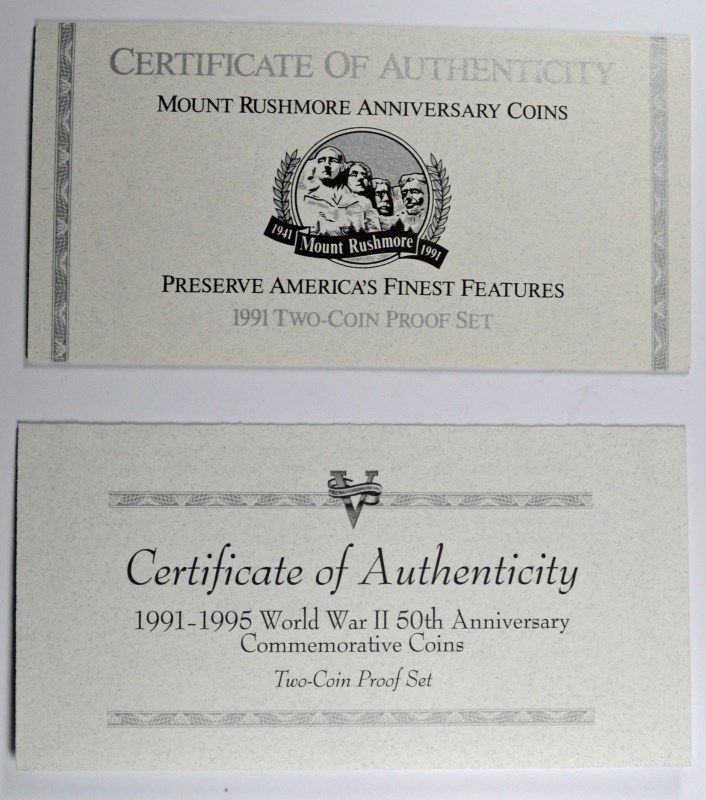 CERTIFICATE OF AUTHENTICITY
MOUNT RUSHMORE ANNIVERSARY COINS
1941 Mount Rushmore 1991
PRESERVE AMERICA'S FINEST FEATURES
1991 TWO-COIN PROOF SET
V
Certificate of Authenticity
1991-1995 World War II 50th Anniversary
Commemorative Coins
Two-Coin Proof Set